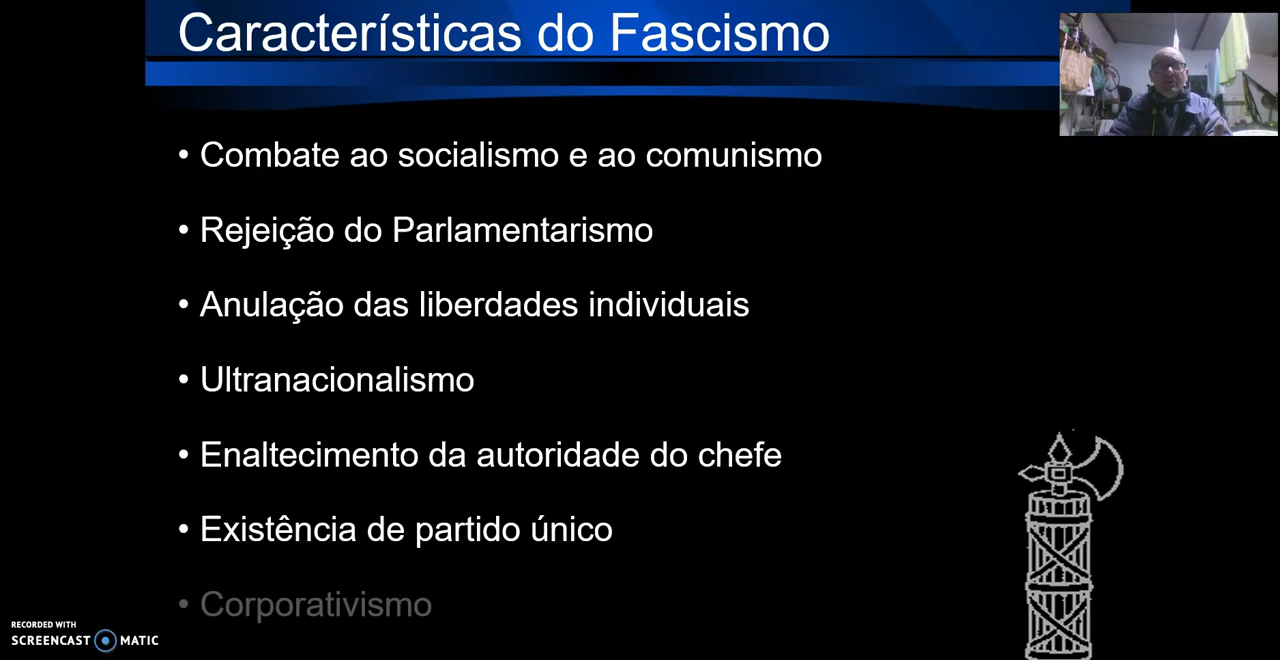 Características do Fascismo
• Combate ao socialismo e ao comunismo
• Rejeição do Parlamentarismo
• Anulação das liberdades individuais
• Ultranacionalismo
• Enaltecimento da autoridade do chefe
• Existência de partido único
• Corporativismo
RECORDED WITH
SCREENCAST MATIC